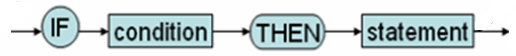 IF condition THEN statement